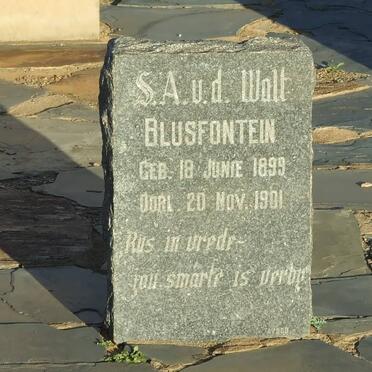 S.A.v.d. Walt
BLUSFONTEIN
GEB. 18 JUNIE 1899
OORL. 20 NOV. 1901
Rus in vrede-
jou smarte is verby